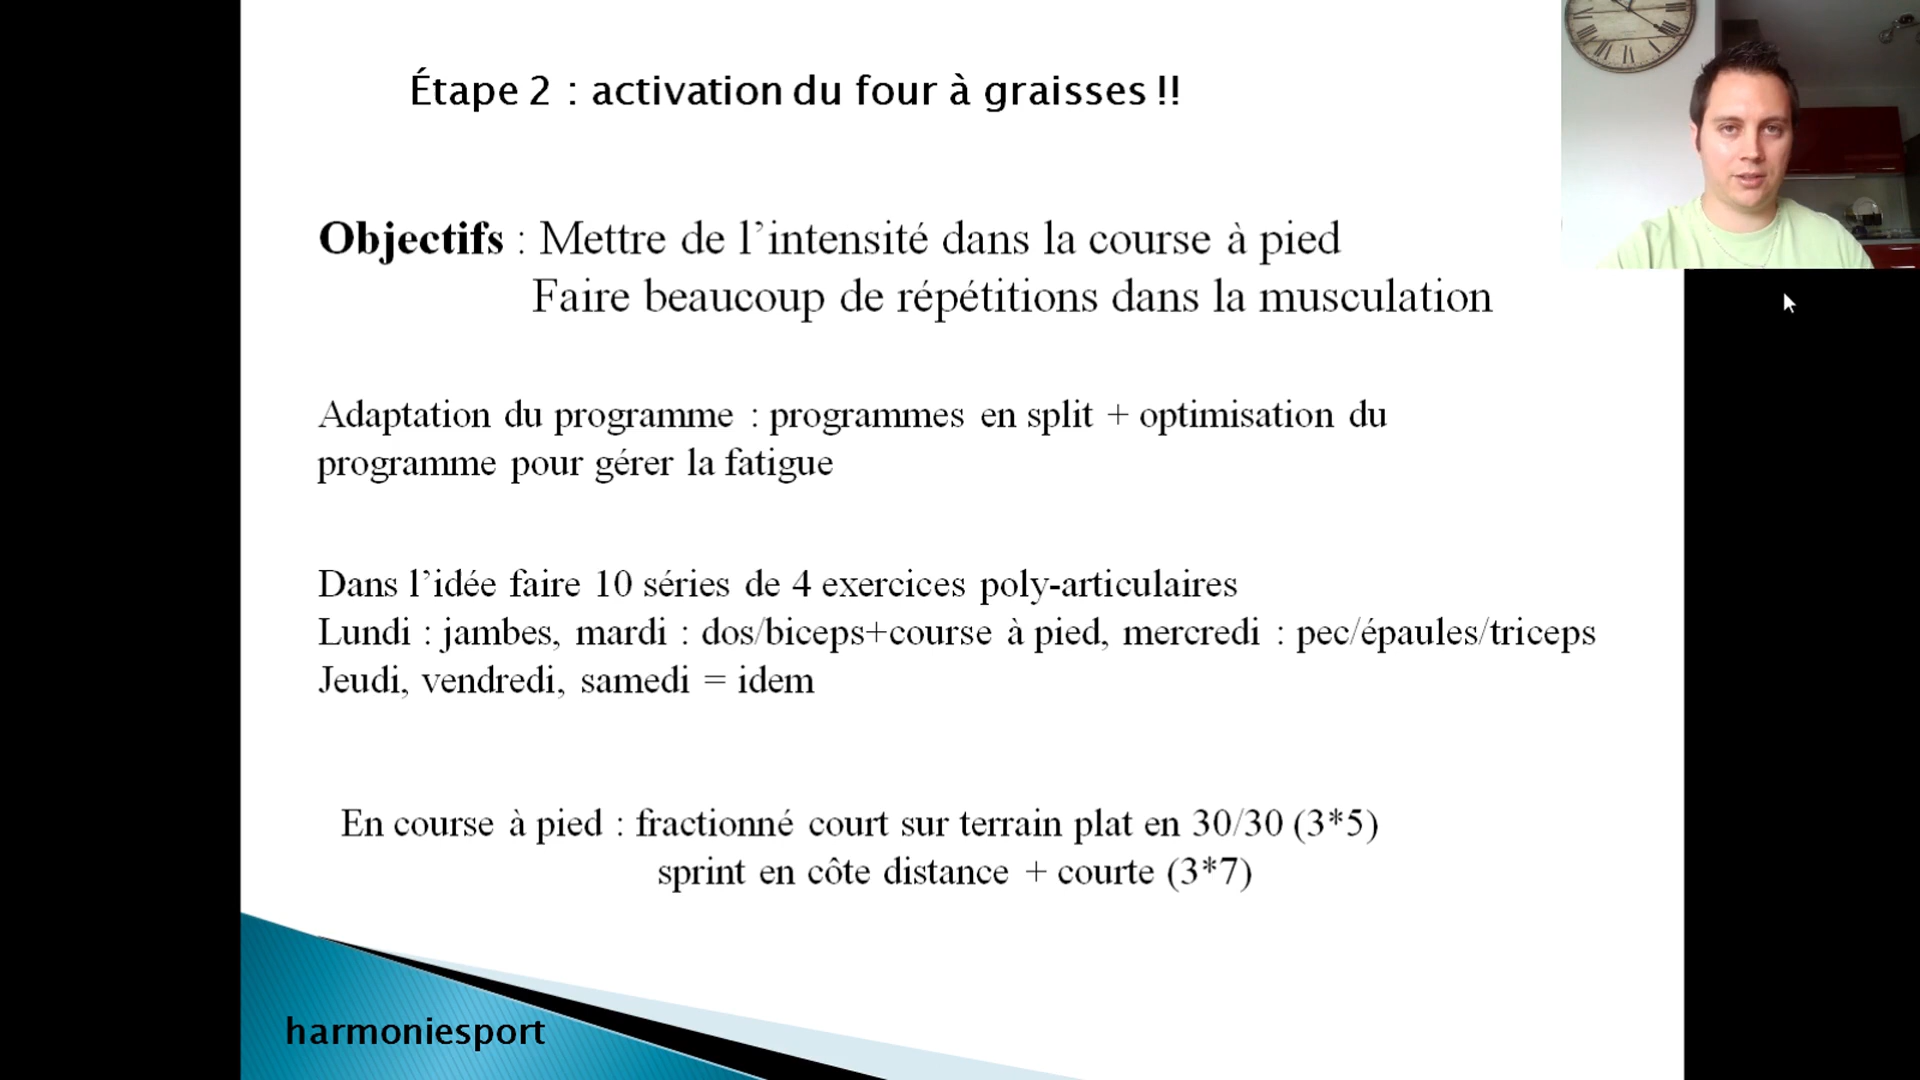 Étape 2 : activation du four à graisses !!
Objectifs : Mettre de l’intensité dans la course à pied
Faire beaucoup de répétitions dans la musculation
Adaptation du programme : programmes en split + optimisation du
programme pour gérer la fatigue
Dans l’idée faire 10 séries de 4 exercices poly-articulaires
Lundi : jambes, mardi : dos/biceps+course à pied, mercredi : pec/épaules/triceps
Jeudi, vendredi, samedi = idem
En course à pied : fractionné court sur terrain plat en 30/30 (3*5)
sprint en côte distance + courte (3*7)
harmoniesport